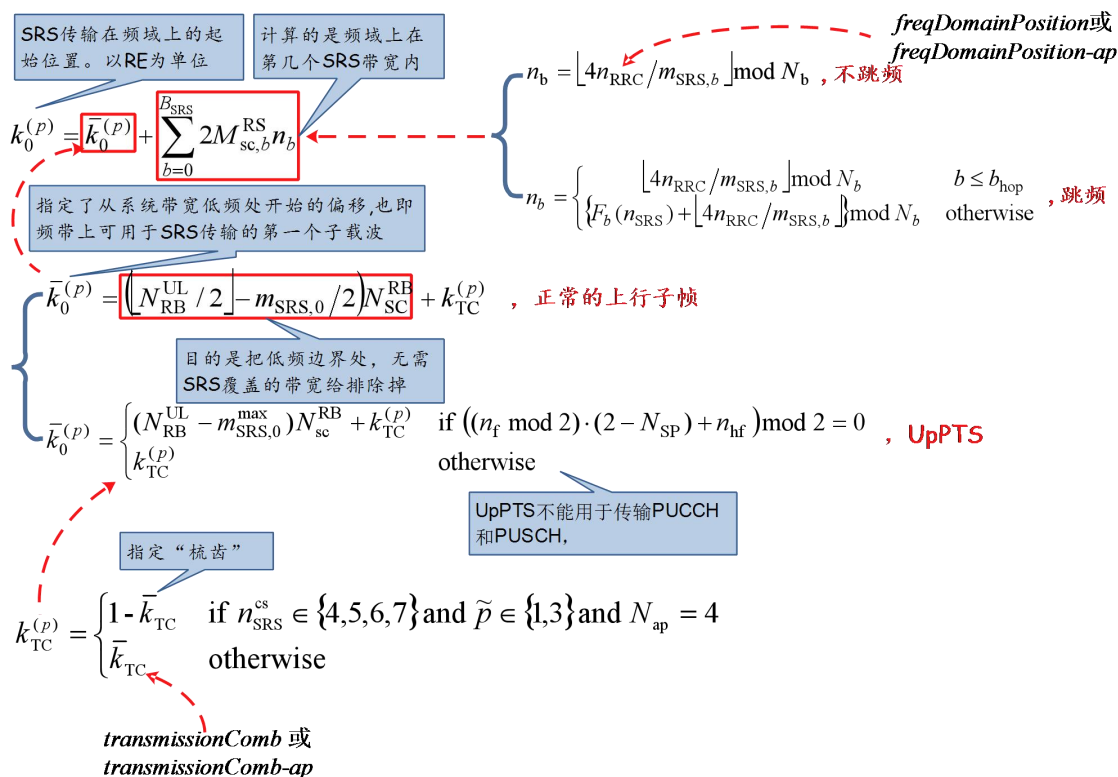 SRS传输在频域上的起
始位置。以RE为单位
计算的是频域上在
第几个SRS带宽内
freqDomainPosition或
freqDomainPosition-ap
n_b = ⌊4n_RRC/m_SRS,b⌋mod N_b ，不跳频
k_0^(p) = k̄_0^(p) + ∑_{b=0}^{B_SRS} 2M_sc,b^RS n_b
n_b = { ⌊4n_RRC/m_SRS,b⌋mod N_b b ≤ b_hop
{F_b(n_SRS)+⌊4n_RRC/m_SRS,b⌋}mod N_b otherwise ，跳频
指定了从系统带宽低频处开始的偏移,也即
频带上可用于SRS传输的第一个子载波
k̄_0^(p) = (⌊N_RB^UL/2⌋−m_SRS,0/2)N_SC^RB + k_TC^(p) ，正常的上行子帧
目的是把低频边界处，无需
SRS覆盖的带宽给排除掉
k̄_0^(p) = { (N_RB^UL − m_SRS,0^max)N_sc^RB + k_TC^(p) if ((n_f mod 2)·(2−N_SP)+n_hf)mod 2 = 0 ，UpPTS
k_TC^(p) otherwise
UpPTS不能用于传输PUCCH
和PUSCH，
指定“梳齿”
k_TC^(p) = { 1 - k̄_TC if n_SRS^cs ∈ {4,5,6,7} and p̃ ∈ {1,3} and N_ap = 4
k̄_TC otherwise
transmissionComb 或
transmissionComb-ap